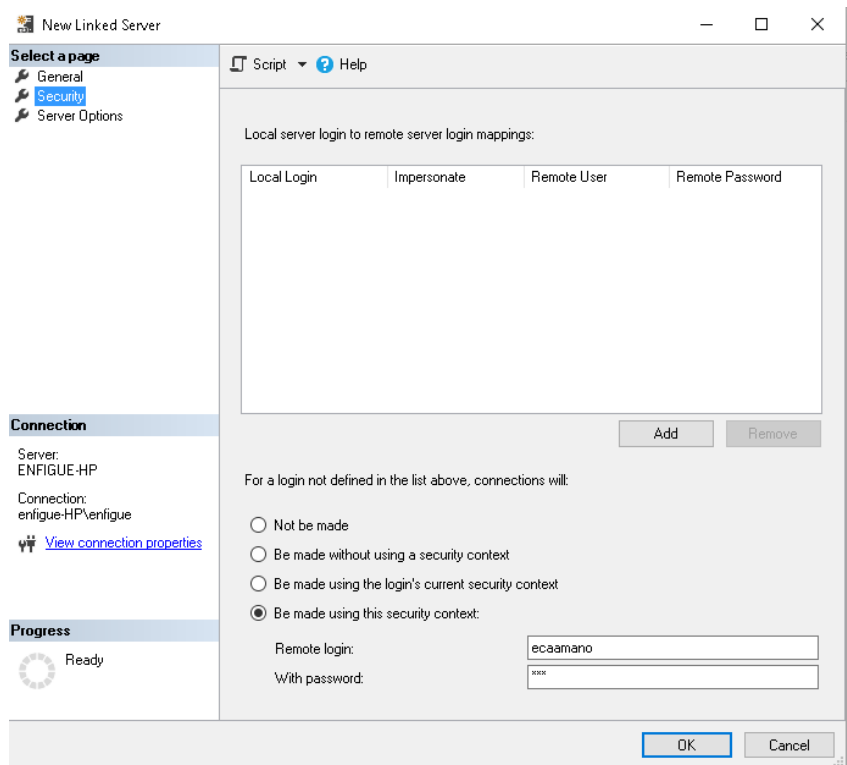 New Linked Server
Select a page
General
Security
Server Options
Script Help
Local server login to remote server login mappings:
Local Login Impersonate Remote User Remote Password
Add Remove
For a login not defined in the list above, connections will:
Not be made
Be made without using a security context
Be made using the login's current security context
Be made using this security context:
Remote login: ecaamano
With password: ***
Connection
Server:
ENFIGUE-HP
Connection:
enfigue-HP\enfigue
View connection properties
Progress
Ready
OK Cancel